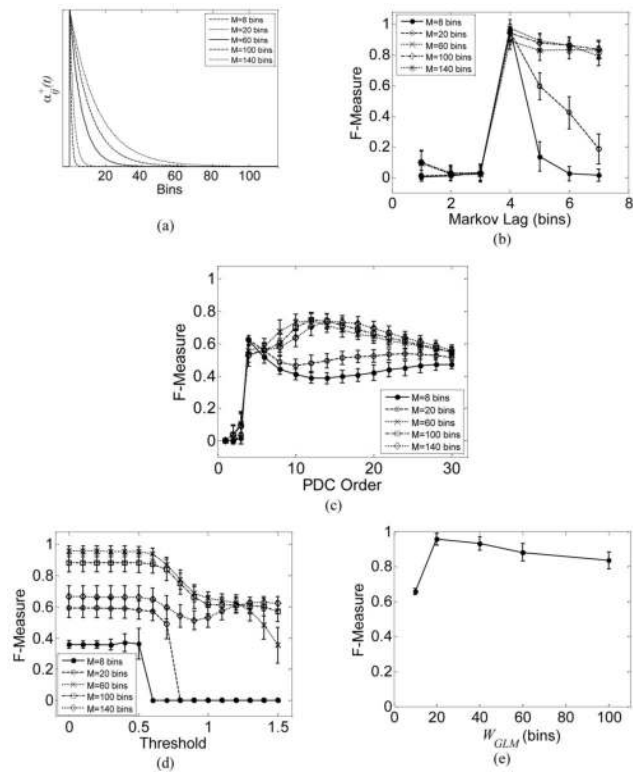 M=8 bins
M=20 bins
M=60 bins
M=100 bins
M=140 bins
0 20 40 60 80 100
Bins
(a)
F-Measure
1
0.8
0.6
0.4
0.2
0
M=8 bins
M=20 bins
M=60 bins
M=100 bins
M=140 bins
0 2 4 6 8
Markov Lag (bins)
(b)
F-Measure
1
0.8
0.6
0.4
0.2
0
M=8 bins
M=20 bins
M=60 bins
M=100 bins
M=140 bins
0 10 20 30
PDC Order
(c)
F-Measure
1
0.8
0.6
0.4
0.2
0
M=8 bins
M=20 bins
M=60 bins
M=100 bins
M=140 bins
0 0.5 1 1.5
Threshold
(d)
F-Measure
1
0.8
0.6
0.4
0.2
0
0 20 40 60 80 100
W_GLM (bins)
(e)